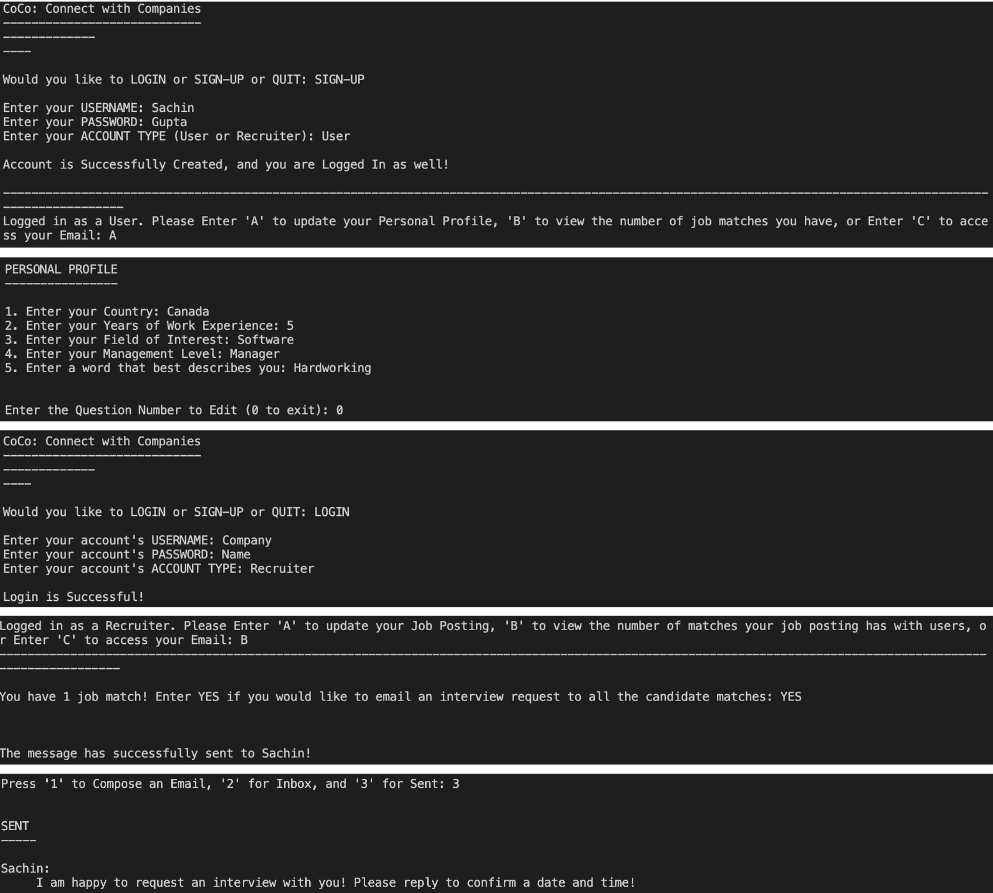 CoCo: Connect with Companies
----------------------------
-------------
----
Would you like to LOGIN or SIGN-UP or QUIT: SIGN-UP
Enter your USERNAME: Sachin
Enter your PASSWORD: Gupta
Enter your ACCOUNT TYPE (User or Recruiter): User
Account is Successfully Created, and you are Logged In as well!
-------------------------------------------------------------------------------------------------------------------------------------------
-----------------
Logged in as a User. Please Enter 'A' to update your Personal Profile, 'B' to view the number of job matches you have, or Enter 'C' to acce
ss your Email: A
PERSONAL PROFILE
----------------
1. Enter your Country: Canada
2. Enter your Years of Work Experience: 5
3. Enter your Field of Interest: Software
4. Enter your Management Level: Manager
5. Enter a word that best describes you: Hardworking
Enter the Question Number to Edit (0 to exit): 0
CoCo: Connect with Companies
----------------------------
-------------
----
Would you like to LOGIN or SIGN-UP or QUIT: LOGIN
Enter your account's USERNAME: Company
Enter your account's PASSWORD: Name
Enter your account's ACCOUNT TYPE: Recruiter
Login is Successful!
Logged in as a Recruiter. Please Enter 'A' to update your Job Posting, 'B' to view the number of matches your job posting has with users, o
r Enter 'C' to access your Email: B
-------------------------------------------------------------------------------------------------------------------------------------------
-----------------
You have 1 job match! Enter YES if you would like to email an interview request to all the candidate matches: YES
The message has successfully sent to Sachin!
Press '1' to Compose an Email, '2' for Inbox, and '3' for Sent: 3
SENT
-----
Sachin:
I am happy to request an interview with you! Please reply to confirm a date and time!